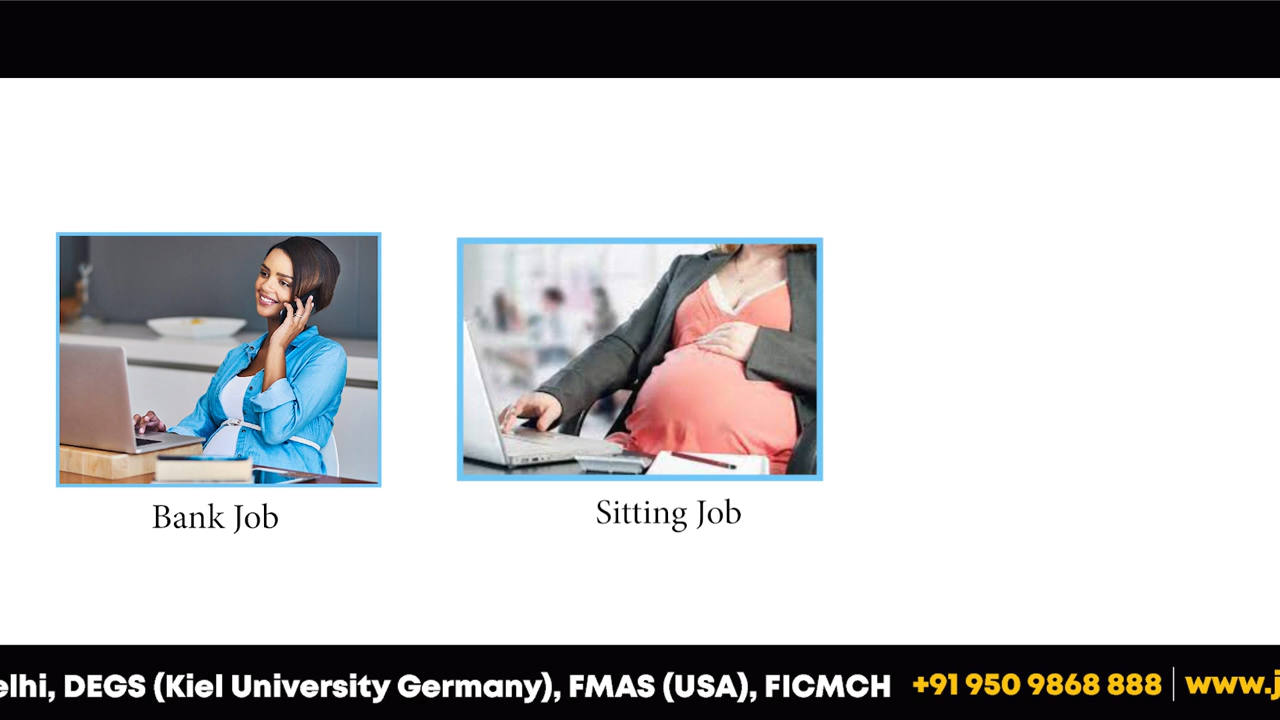 Bank Job
Sitting Job
elhi, DEGS (Kiel University Germany), FMAS (USA), FICMCH +91 950 9868 888 | www.j